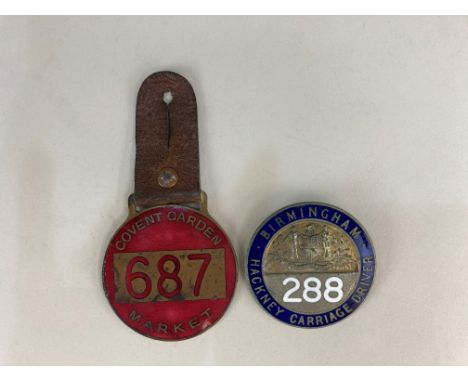 COVENT GARDEN
687
MARKET
BIRMINGHAM
288
HACKNEY CARRIAGE DRIVER